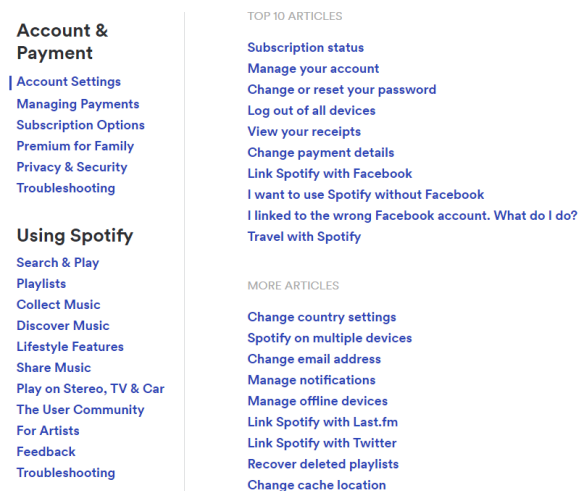 Account &
Payment
Account Settings
Managing Payments
Subscription Options
Premium for Family
Privacy & Security
Troubleshooting
Using Spotify
Search & Play
Playlists
Collect Music
Discover Music
Lifestyle Features
Share Music
Play on Stereo, TV & Car
The User Community
For Artists
Feedback
Troubleshooting
TOP 10 ARTICLES
Subscription status
Manage your account
Change or reset your password
Log out of all devices
View your receipts
Change payment details
Link Spotify with Facebook
I want to use Spotify without Facebook
I linked to the wrong Facebook account. What do I do?
Travel with Spotify
MORE ARTICLES
Change country settings
Spotify on multiple devices
Change email address
Manage notifications
Manage offline devices
Link Spotify with Last.fm
Link Spotify with Twitter
Recover deleted playlists
Change cache location